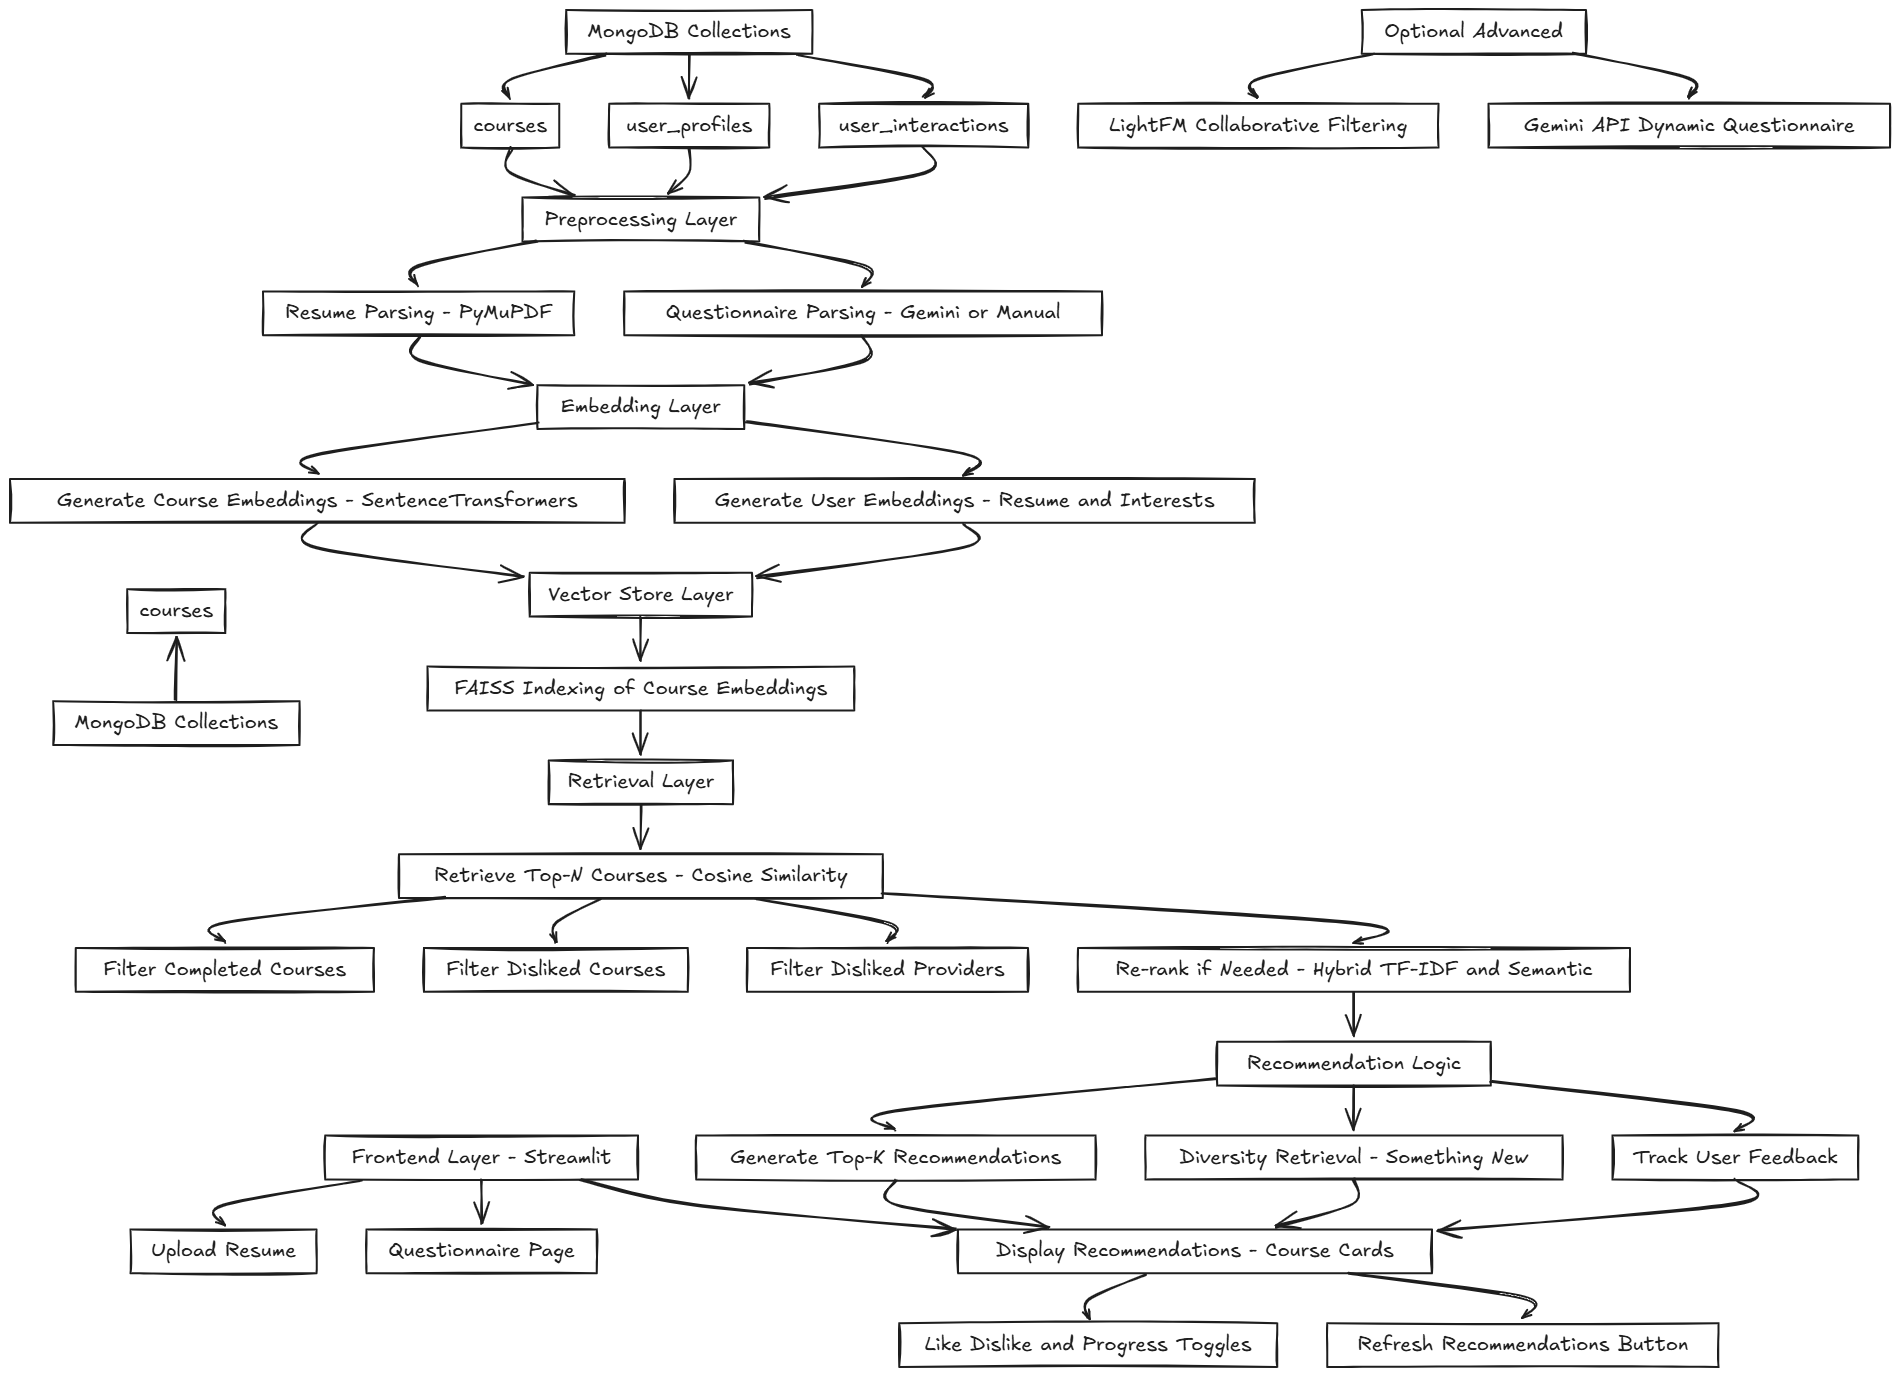 MongoDB Collections
Optional Advanced
courses
user_profiles
user_interactions
LightFM Collaborative Filtering
Gemini API Dynamic Questionnaire
Preprocessing Layer
Resume Parsing - PyMuPDF
Questionnaire Parsing - Gemini or Manual
Embedding Layer
Generate Course Embeddings - SentenceTransformers
Generate User Embeddings - Resume and Interests
Vector Store Layer
courses
FAISS Indexing of Course Embeddings
MongoDB Collections
Retrieval Layer
Retrieve Top-N Courses - Cosine Similarity
Filter Completed Courses
Filter Disliked Courses
Filter Disliked Providers
Re-rank if Needed - Hybrid TF-IDF and Semantic
Recommendation Logic
Frontend Layer - Streamlit
Generate Top-K Recommendations
Diversity Retrieval - Something New
Track User Feedback
Upload Resume
Questionnaire Page
Display Recommendations - Course Cards
Like Dislike and Progress Toggles
Refresh Recommendations Button